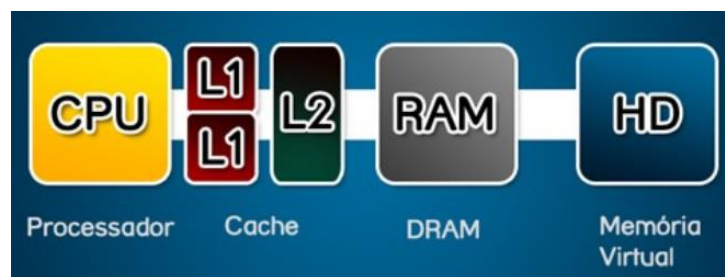 CPU L1 L2 RAM HD
L1
Processador Cache DRAM Memória
Virtual